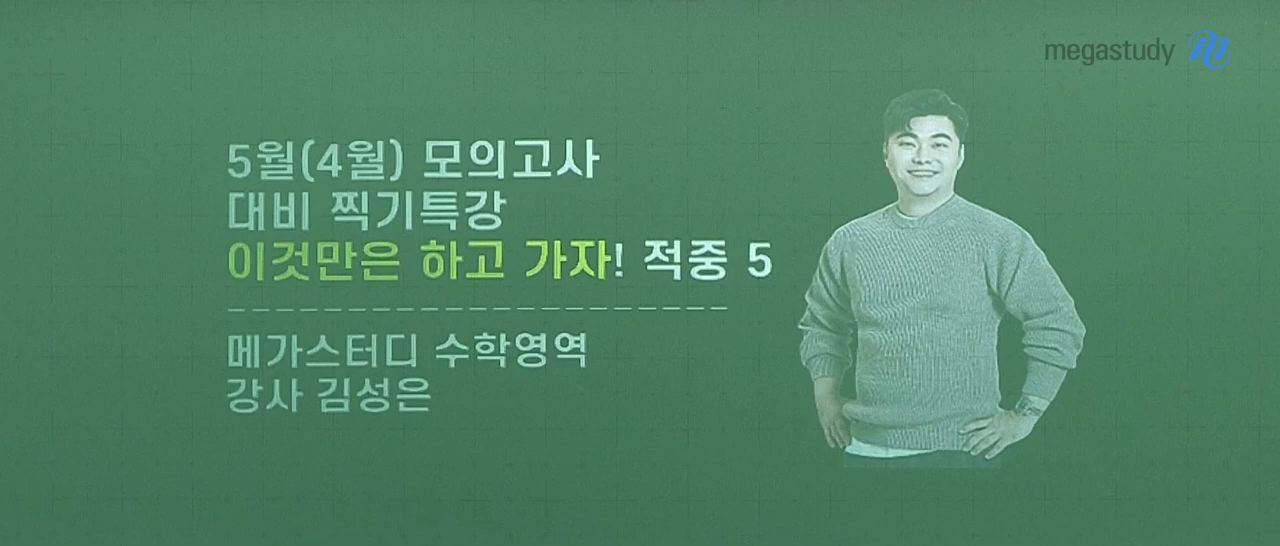 megastudy
5월(4월) 모의고사
대비 찍기특강
이것만은 하고 가자! 적중 5
메가스터디 수학영역
강사 김성은